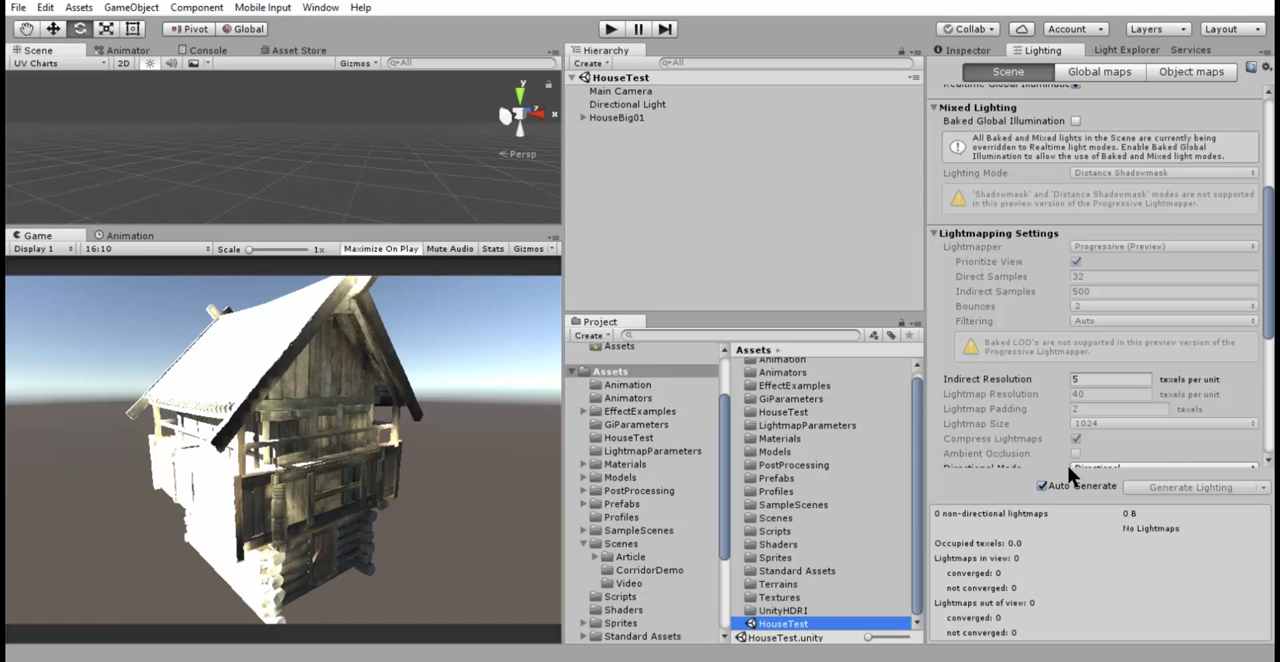 File Edit Assets GameObject Component Mobile Input Window Help
Pivot Global Collab Account Layers Layout
Scene Animator Console Asset Store
UV Charts 2D Gizmos All
y
x
z
Persp
Game Animation
Display 1 16:10 Scale 1x Maximize On Play Mute Audio Stats Gizmos
Hierarchy
Create All
HouseTest
Main Camera
Directional Light
HouseBig01
Project
Create
Assets
Assets
Animation
Animators
EffectExamples
GiParameters
HouseTest
LightmapParameters
Materials
Models
PostProcessing
Prefabs
Profiles
SampleScenes
Scenes
Article
CorridorDemo
Video
Scripts
Shaders
Sprites
Standard Assets
Assets
Animation
Animators
EffectExamples
GiParameters
HouseTest
LightmapParameters
Materials
Models
PostProcessing
Prefabs
Profiles
SampleScenes
Scenes
Scripts
Shaders
Sprites
Standard Assets
Terrains
Textures
UnityHDRI
HouseTest
HouseTest.unity
Inspector Lighting Light Explorer Services
Scene Global maps Object maps
Mixed Lighting
Baked Global Illumination
All Baked and Mixed lights in the Scene are currently being
overridden to Realtime light modes. Enable Baked Global
Illumination to allow the use of Baked and Mixed light modes.
Lighting Mode Distance Shadowmask
'Shadowmask' and 'Distance Shadowmask' modes are not supported
in this preview version of the Progressive Lightmapper.
Lightmapping Settings
Lightmapper Progressive (Preview)
Prioritize View
Direct Samples 32
Indirect Samples 500
Bounces 2
Filtering Auto
Baked LOD's are not supported in this preview version of the
Progressive Lightmapper.
Indirect Resolution 5 texels per unit
Lightmap Resolution 40 texels per unit
Lightmap Padding 2 texels
Lightmap Size 1024
Compress Lightmaps
Ambient Occlusion
Directional Mode Directional
Auto Generate Generate Lighting
0 non-directional lightmaps 0 B
No Lightmaps
Occupied texels: 0.0
Lightmaps in view: 0
converged: 0
not converged: 0
Lightmaps out of view: 0
converged: 0
not converged: 0